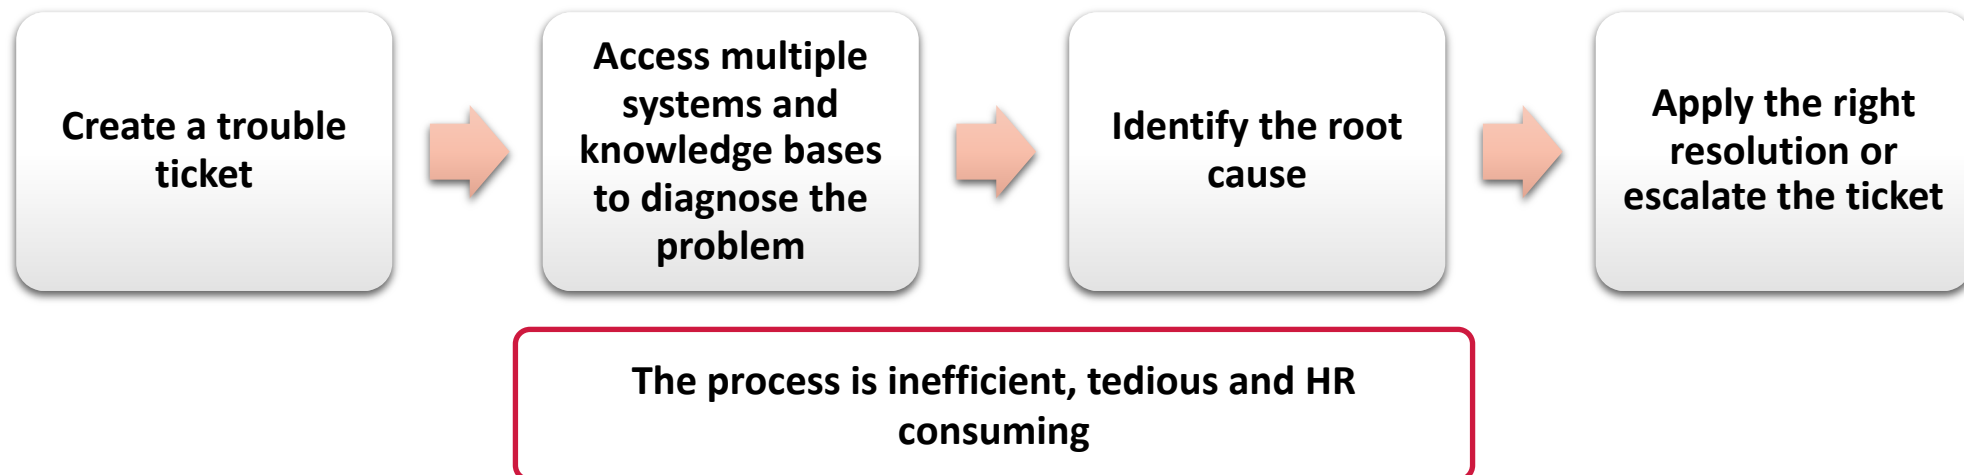 Create a trouble
ticket
Access multiple
systems and
knowledge bases
to diagnose the
problem
Identify the root
cause
Apply the right
resolution or
escalate the ticket
The process is inefficient, tedious and HR
consuming